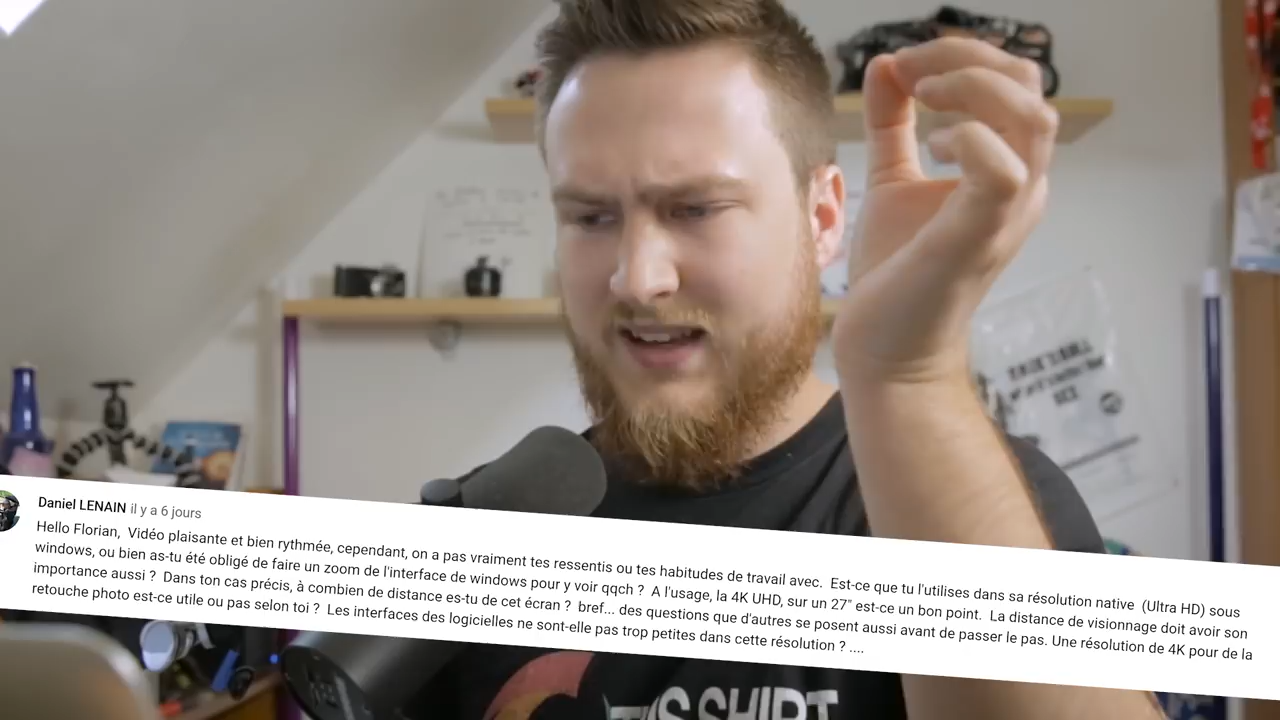 Daniel LENAIN il y a 6 jours
Hello Florian,  Vidéo plaisante et bien rythmée, cependant, on a pas vraiment tes ressentis ou tes habitudes de travail avec.  Est-ce que tu l'utilises dans sa résolution native  (Ultra HD) sous
windows, ou bien as-tu été obligé de faire un zoom de l'interface de windows pour y voir qqch ?  A l'usage, la 4K UHD, sur un 27" est-ce un bon point.  La distance de visionnage doit avoir son
importance aussi ?  Dans ton cas précis, à combien de distance es-tu de cet écran ?  bref... des questions que d'autres se posent aussi avant de passer le pas. Une résolution de 4K pour de la
retouche photo est-ce utile ou pas selon toi ?  Les interfaces des logicielles ne sont-elle pas trop petites dans cette résolution ? ....
THIS SHIRT